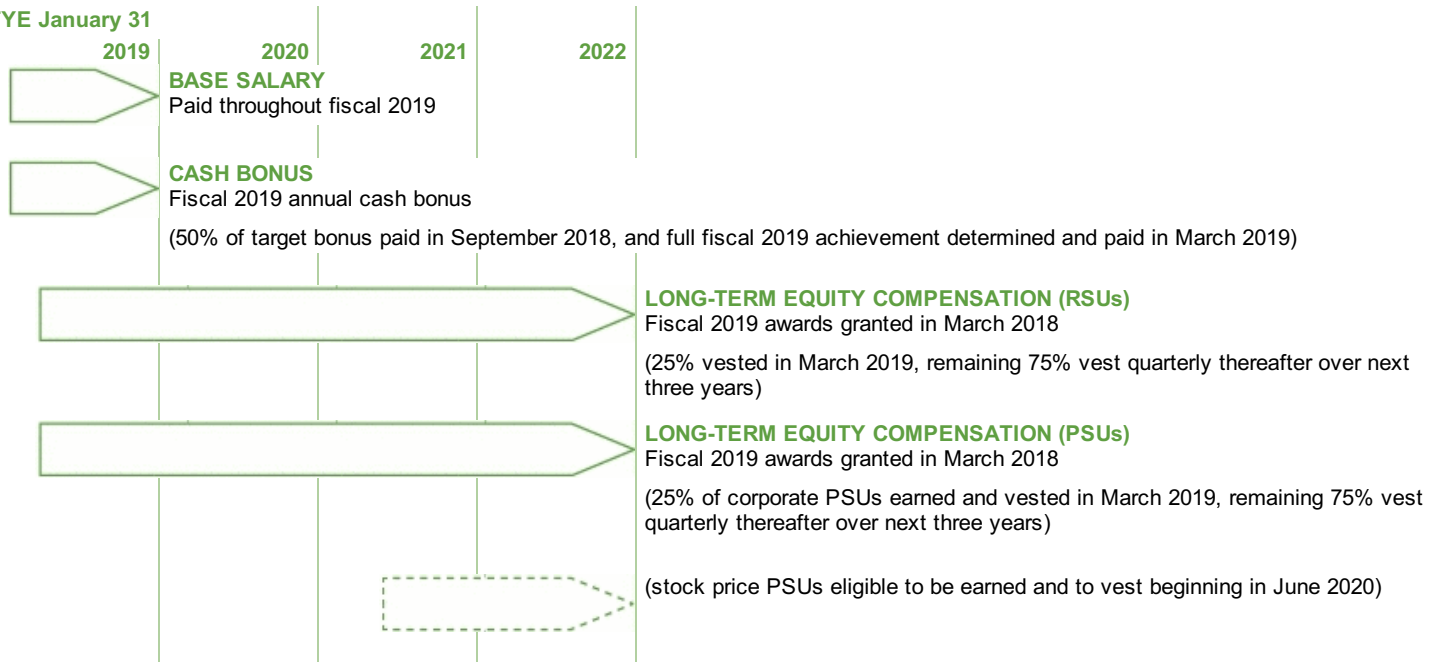 YE January 31
2019 2020 2021 2022
BASE SALARY
Paid throughout fiscal 2019
CASH BONUS
Fiscal 2019 annual cash bonus
(50% of target bonus paid in September 2018, and full fiscal 2019 achievement determined and paid in March 2019)
LONG-TERM EQUITY COMPENSATION (RSUs)
Fiscal 2019 awards granted in March 2018
(25% vested in March 2019, remaining 75% vest quarterly thereafter over next
three years)
LONG-TERM EQUITY COMPENSATION (PSUs)
Fiscal 2019 awards granted in March 2018
(25% of corporate PSUs earned and vested in March 2019, remaining 75% vest
quarterly thereafter over next three years)
(stock price PSUs eligible to be earned and to vest beginning in June 2020)